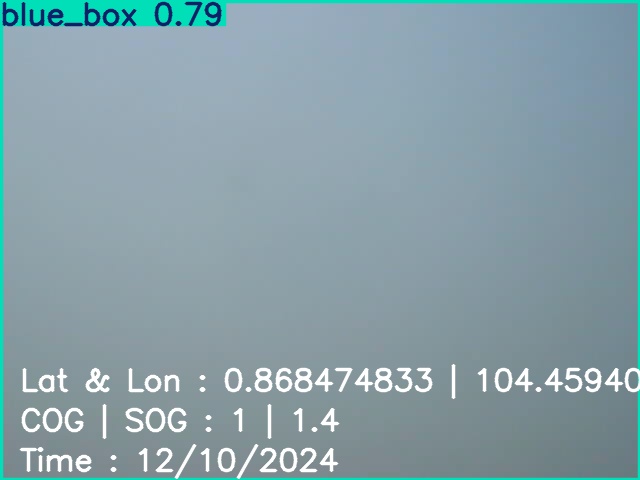 blue_box 0.79
Lat & Lon : 0.868474833 | 104.45940
COG | SOG : 1 | 1.4
Time : 12/10/2024